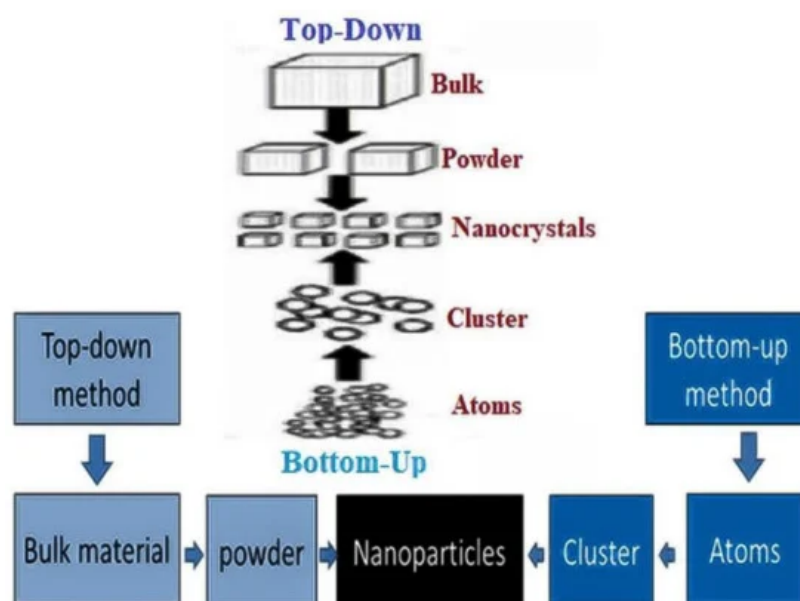 Top-Down
Bulk
Powder
Nanocrystals
Cluster
Atoms
Bottom-Up
Top-down
method
Bottom-up
method
Bulk material
powder
Nanoparticles
Cluster
Atoms